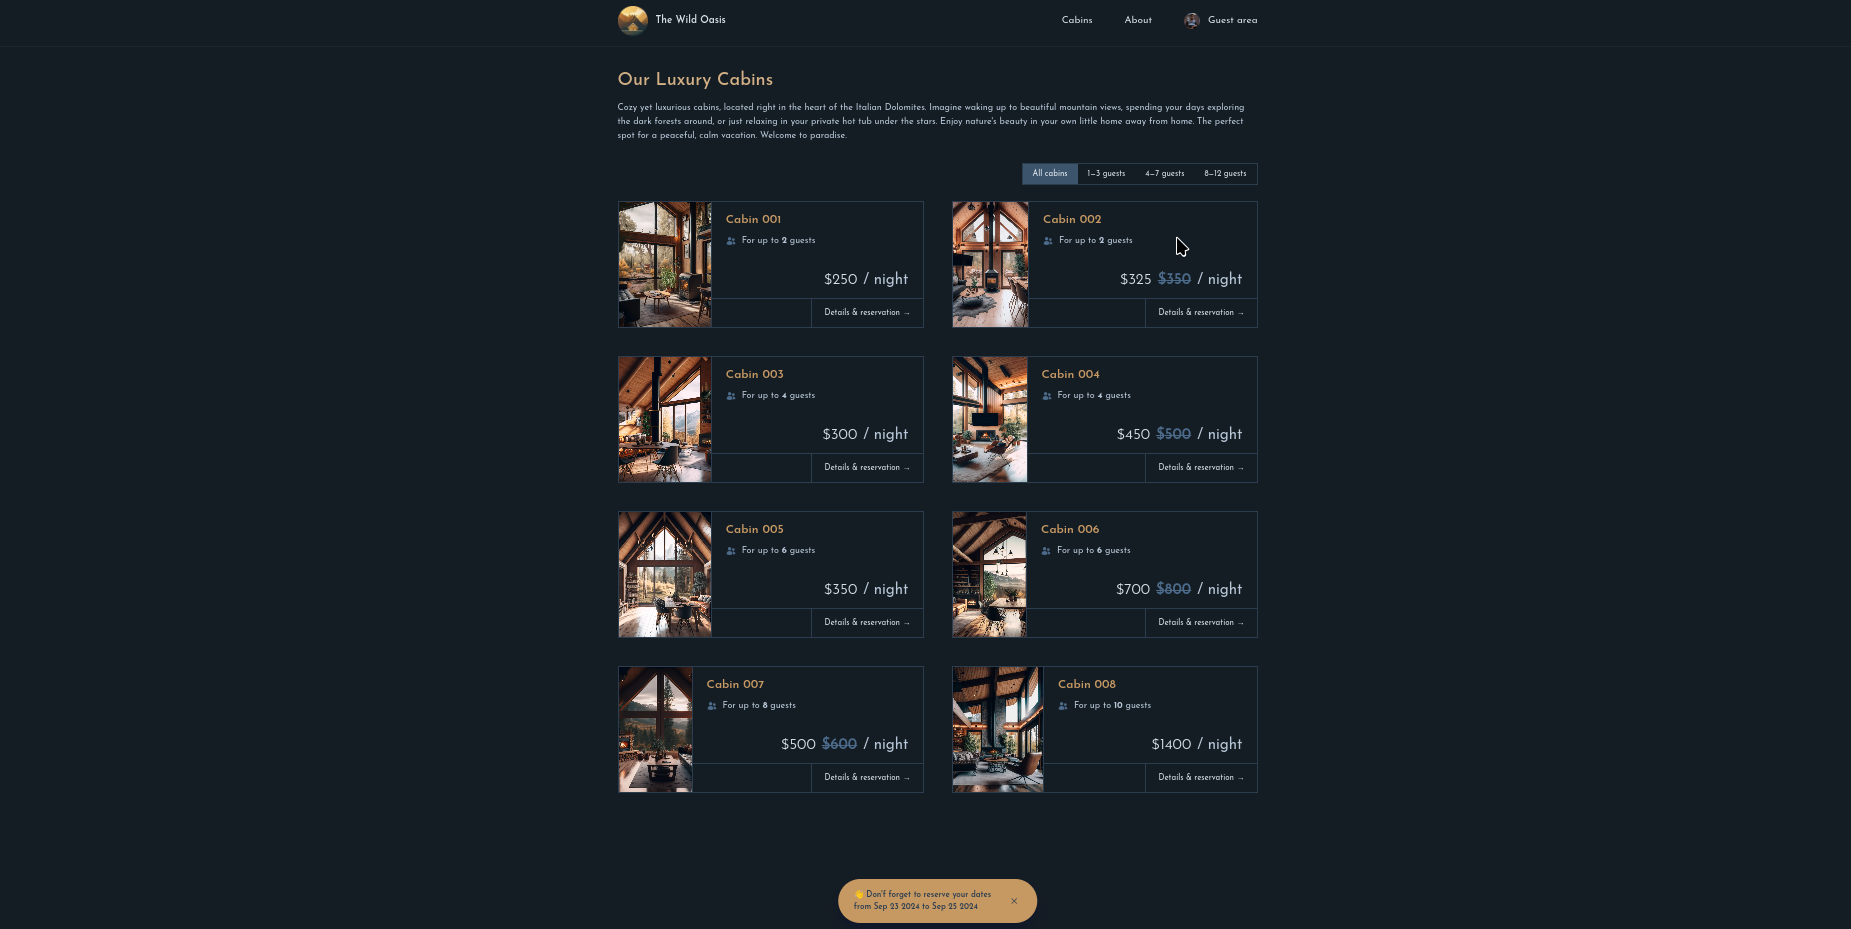 The Wild Oasis
Cabins
About
Guest area
Our Luxury Cabins
Cozy yet luxurious cabins, located right in the heart of the Italian Dolomites. Imagine waking up to beautiful mountain views, spending your days exploring
the dark forests around, or just relaxing in your private hot tub under the stars. Enjoy nature's beauty in your own little home away from home. The perfect
spot for a peaceful, calm vacation. Welcome to paradise.
All cabins
1—3 guests
4—7 guests
8—12 guests
Cabin 001
For up to 2 guests
$250 / night
Details & reservation →
Cabin 002
For up to 2 guests
$325 $350 / night
Details & reservation →
Cabin 003
For up to 4 guests
$300 / night
Details & reservation →
Cabin 004
For up to 4 guests
$450 $500 / night
Details & reservation →
Cabin 005
For up to 6 guests
$350 / night
Details & reservation →
Cabin 006
For up to 6 guests
$700 $800 / night
Details & reservation →
Cabin 007
For up to 8 guests
$500 $600 / night
Details & reservation →
Cabin 008
For up to 10 guests
$1400 / night
Details & reservation →
👋 Don't forget to reserve your dates
from Sep 23 2024 to Sep 25 2024